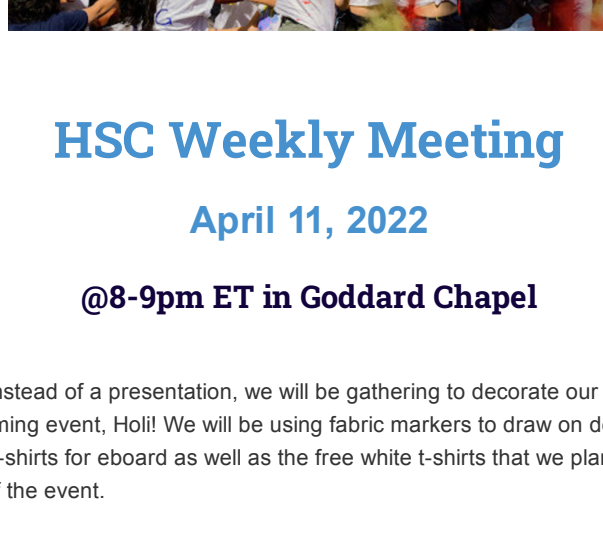 HSC Weekly Meeting
April 11, 2022
@8-9pm ET in Goddard Chapel
nstead of a presentation, we will be gathering to decorate our
ning event, Holi! We will be using fabric markers to draw on d
-shirts for eboard as well as the free white t-shirts that we plan
the event.